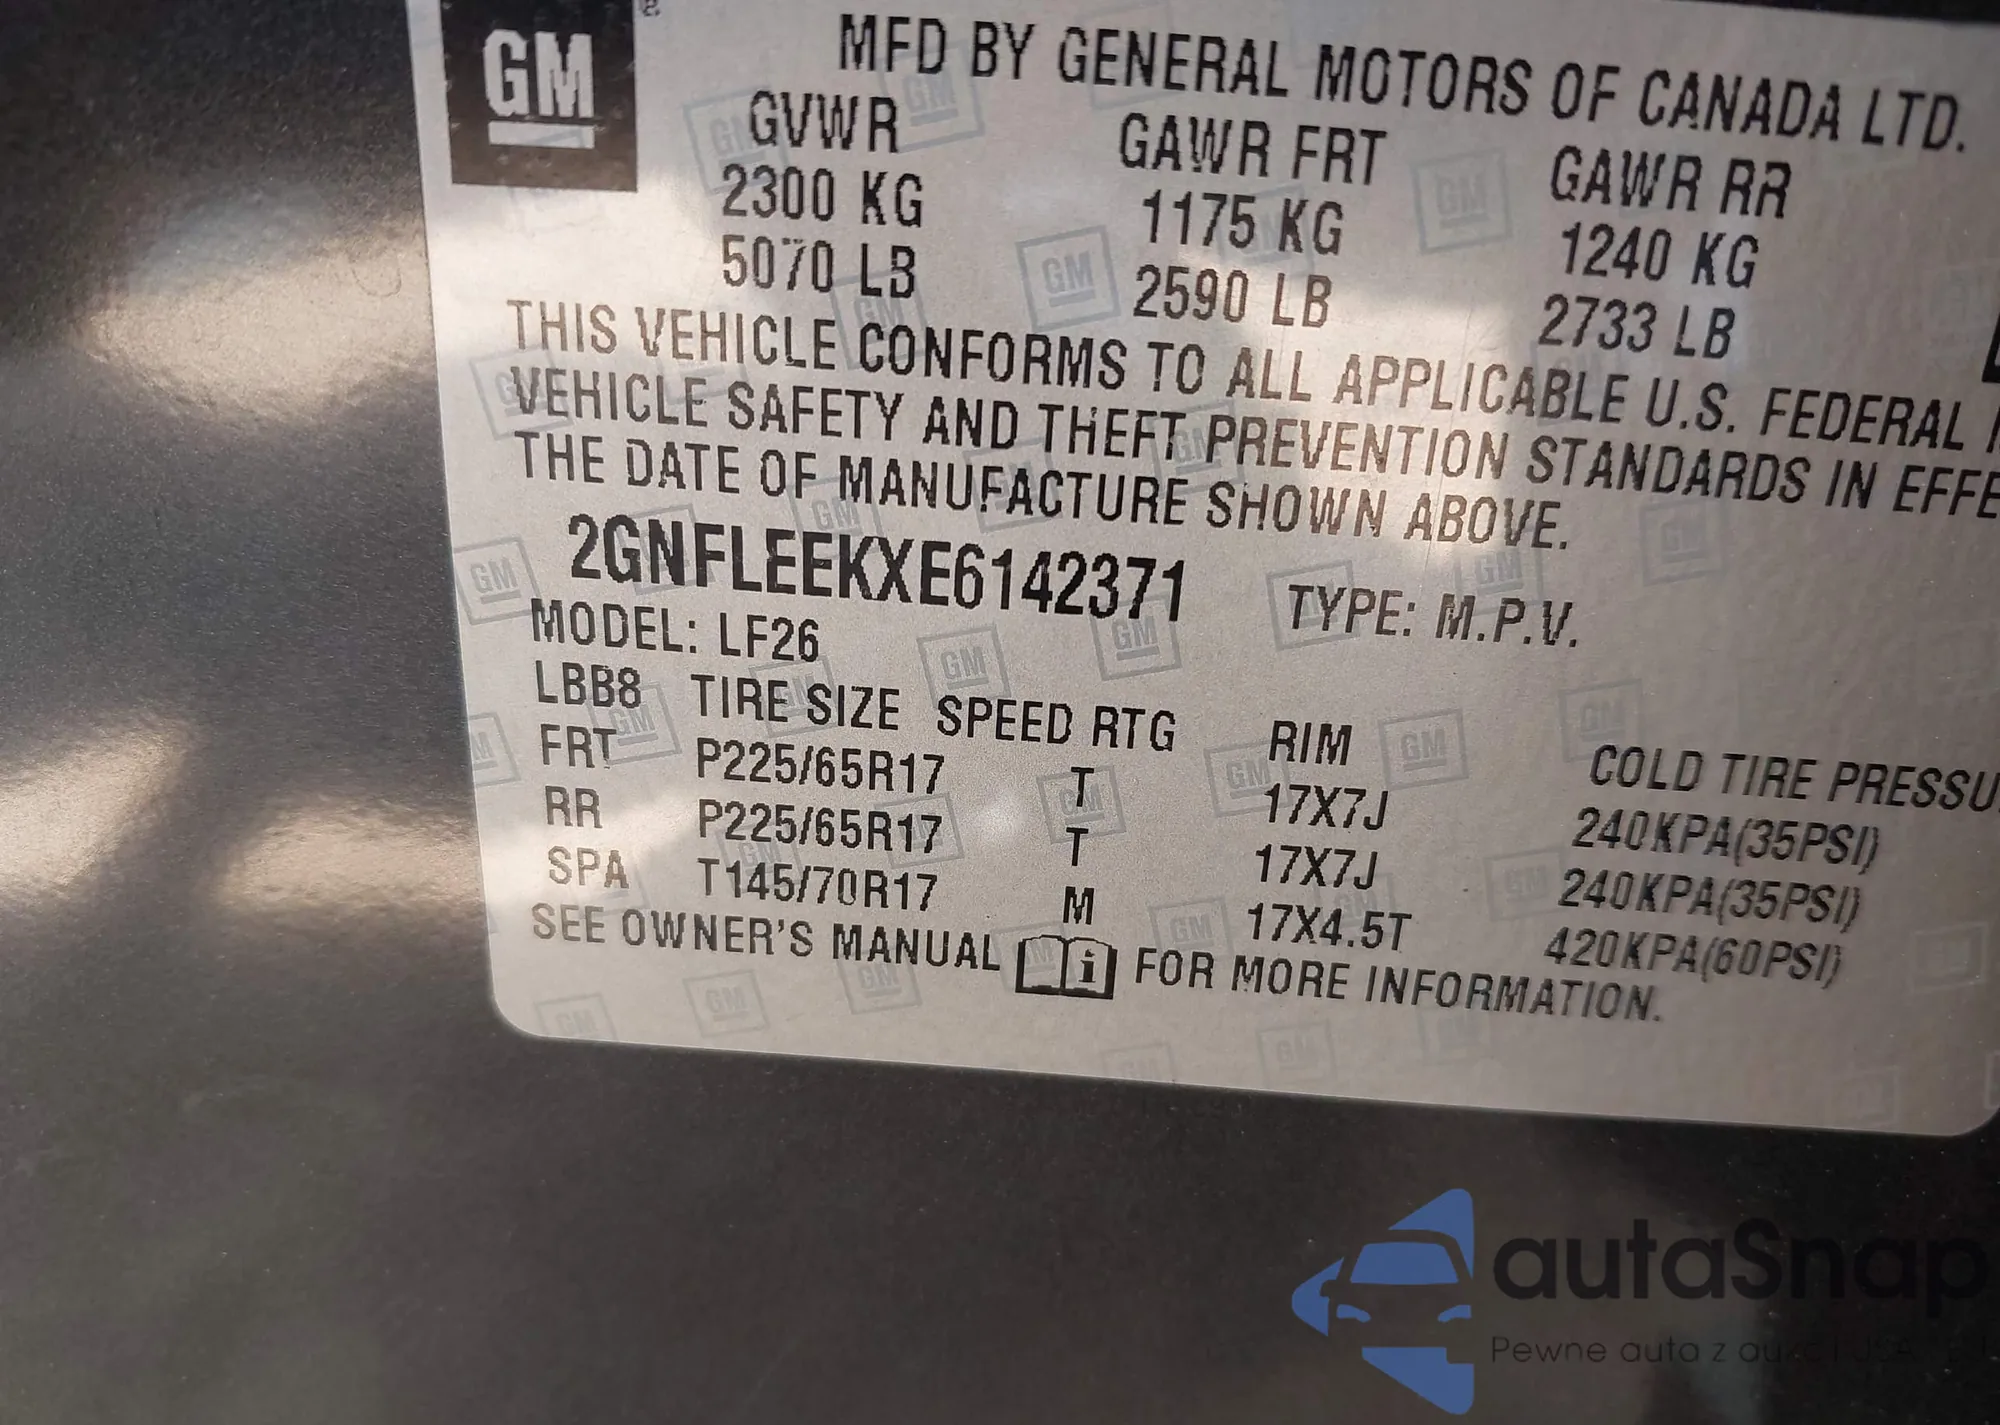 GM
MFD BY GENERAL MOTORS OF CANADA LTD.
GVWR GAWR FRT GAWR RR
2300 KG 1175 KG 1240 KG
5070 LB 2590 LB 2733 LB
THIS VEHICLE CONFORMS TO ALL APPLICABLE U.S. FEDERAL
VEHICLE SAFETY AND THEFT PREVENTION STANDARDS IN EFFE
THE DATE OF MANUFACTURE SHOWN ABOVE.
2GNFLEEKXE6142371 TYPE: M.P.V.
MODEL: LF26
LBB8 TIRE SIZE SPEED RTG RIM COLD TIRE PRESSU
FRT P225/65R17 T 17X7J 240KPA(35PSI)
RR P225/65R17 T 17X7J 240KPA(35PSI)
SPA T145/70R17 M 17X4.5T 420KPA(60PSI)
SEE OWNER'S MANUAL FOR MORE INFORMATION.
autaSnap
Pewne auta z